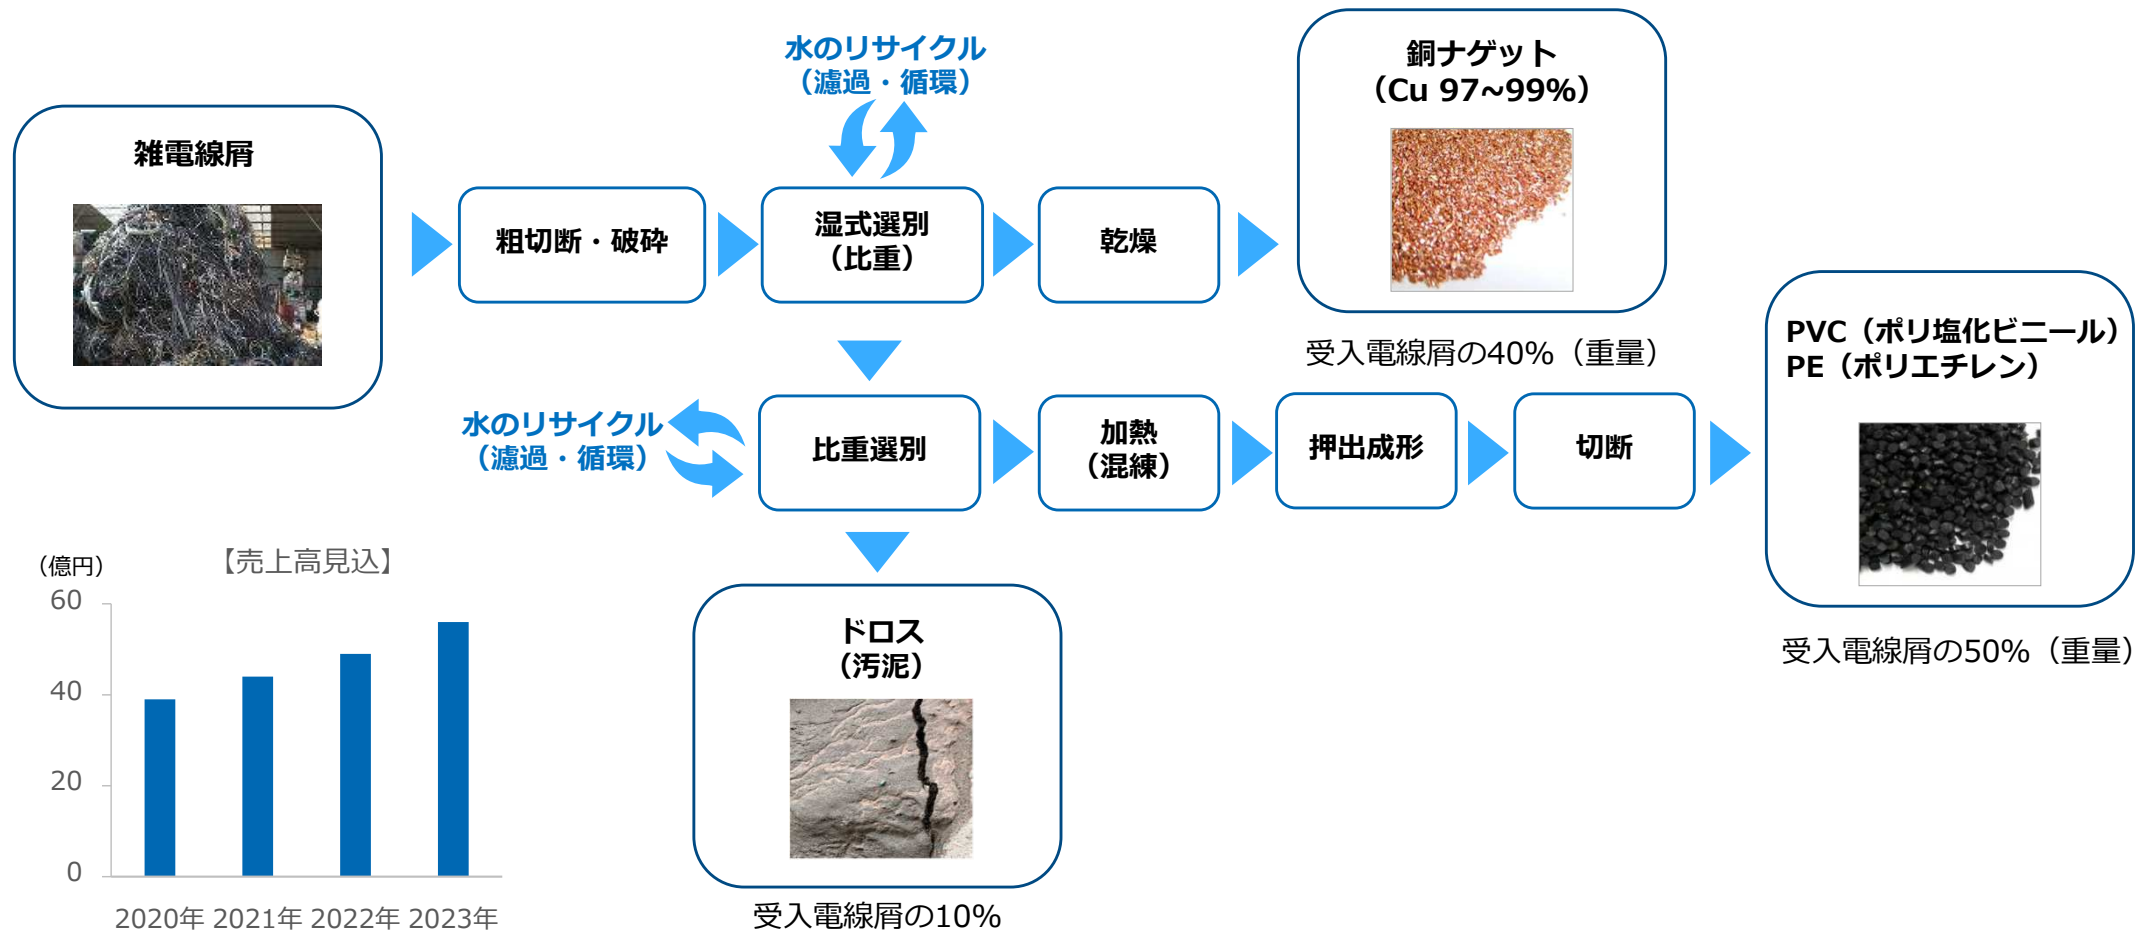 水のリサイクル
（濾過・循環）
銅ナゲット
（Cu 97~99%）
雑電線屑
粗切断・破砕
湿式選別
（比重）
乾燥
受入電線屑の40%（重量）
PVC（ポリ塩化ビニール）
PE（ポリエチレン）
水のリサイクル
（濾過・循環）
比重選別
加熱
（混練）
押出成形
切断
受入電線屑の50%（重量）
ドロス
（汚泥）
受入電線屑の10%
（億円）
【売上高見込】
60
40
20
0
2020年 2021年 2022年 2023年